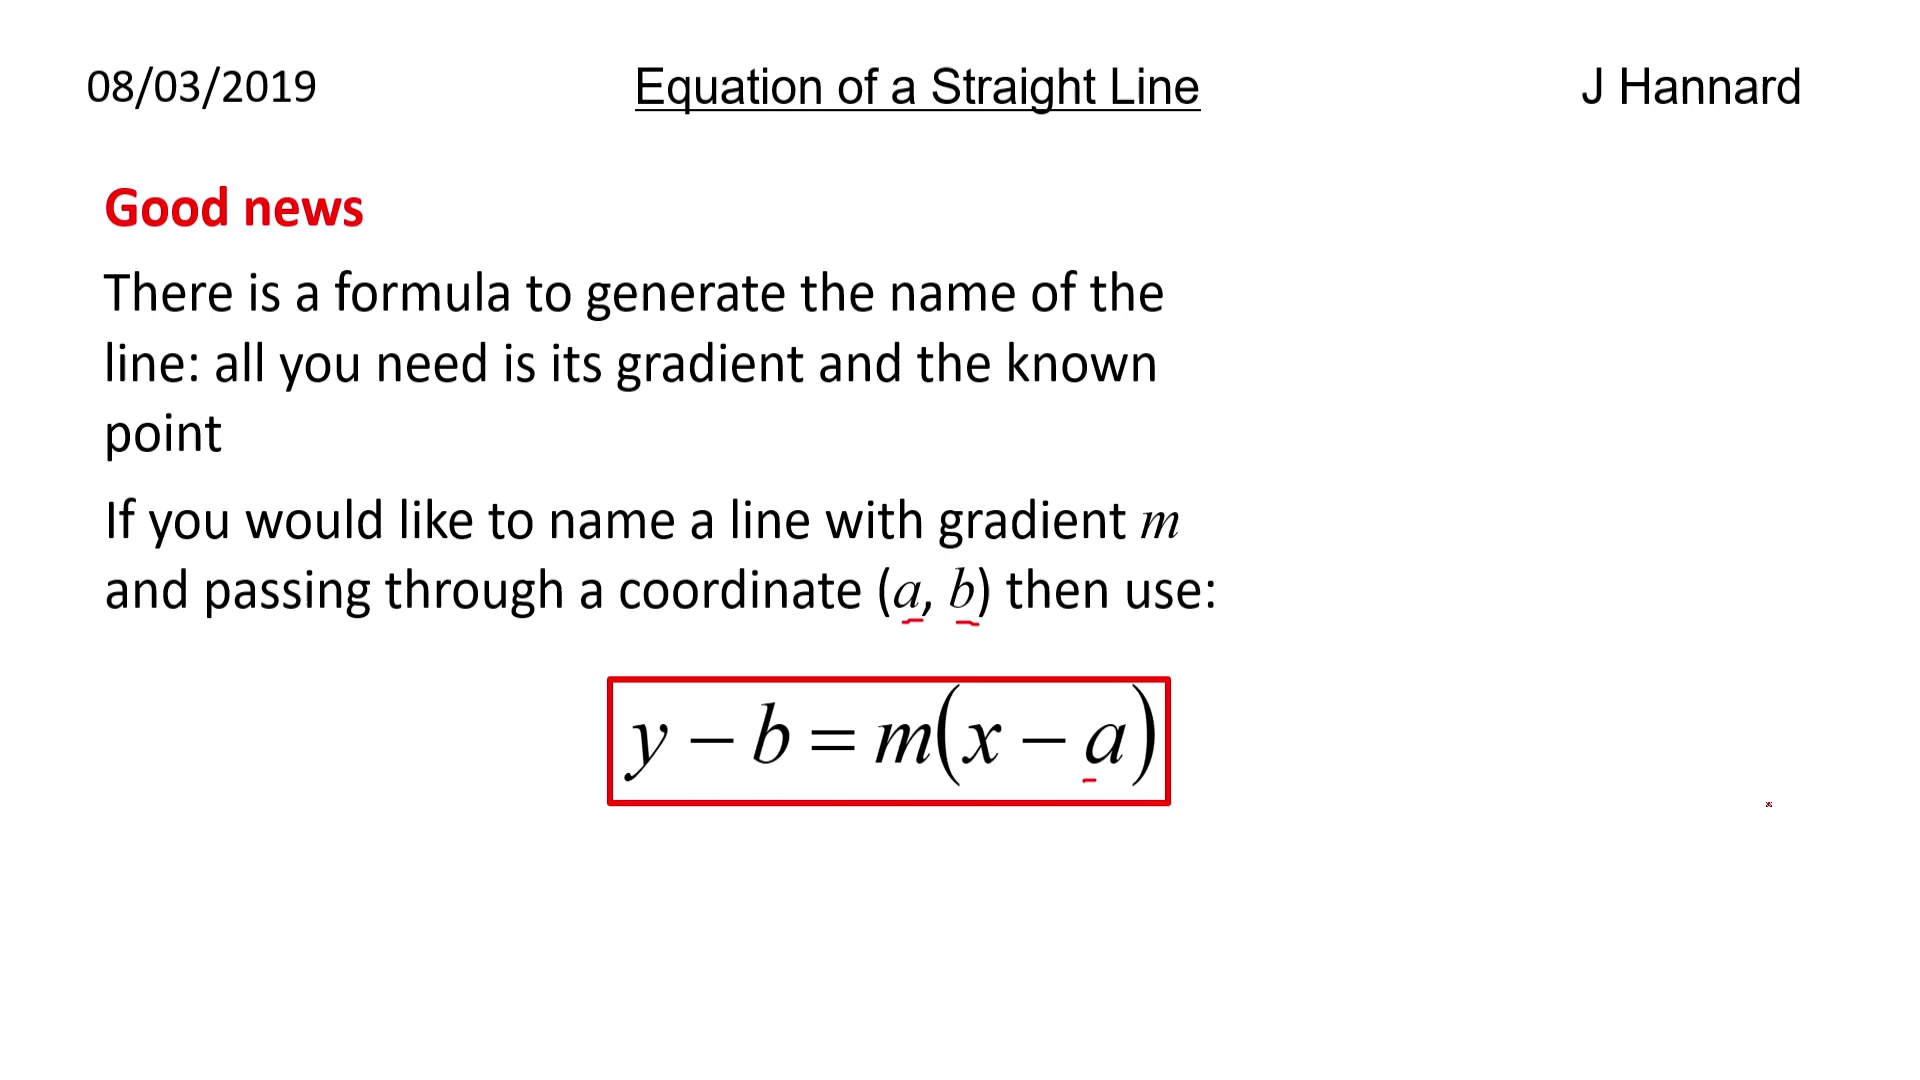 08/03/2019 Equation of a Straight Line J Hannard
Good news
There is a formula to generate the name of the
line: all you need is its gradient and the known
point
If you would like to name a line with gradient m
and passing through a coordinate (a, b) then use:
y − b = m(x − a)